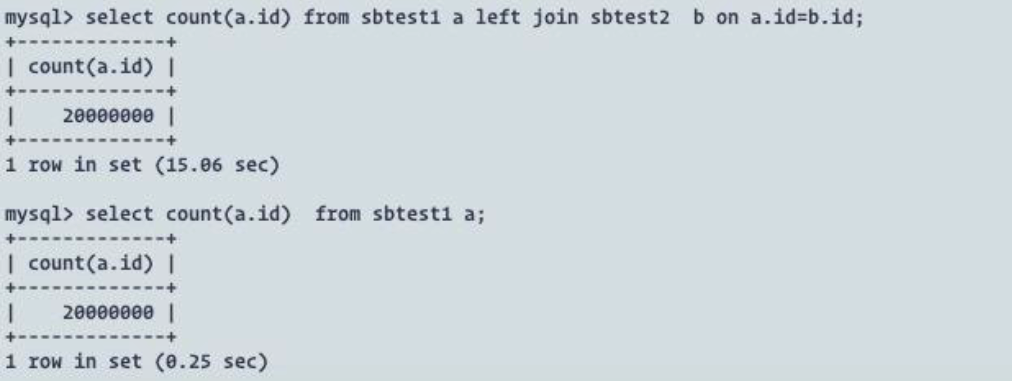 mysql> select count(a.id) from sbtest1 a left join sbtest2  b on a.id=b.id;
+-------------+
| count(a.id) |
+-------------+
|    20000000 |
+-------------+
1 row in set (15.06 sec)

mysql> select count(a.id)  from sbtest1 a;
+-------------+
| count(a.id) |
+-------------+
|    20000000 |
+-------------+
1 row in set (0.25 sec)